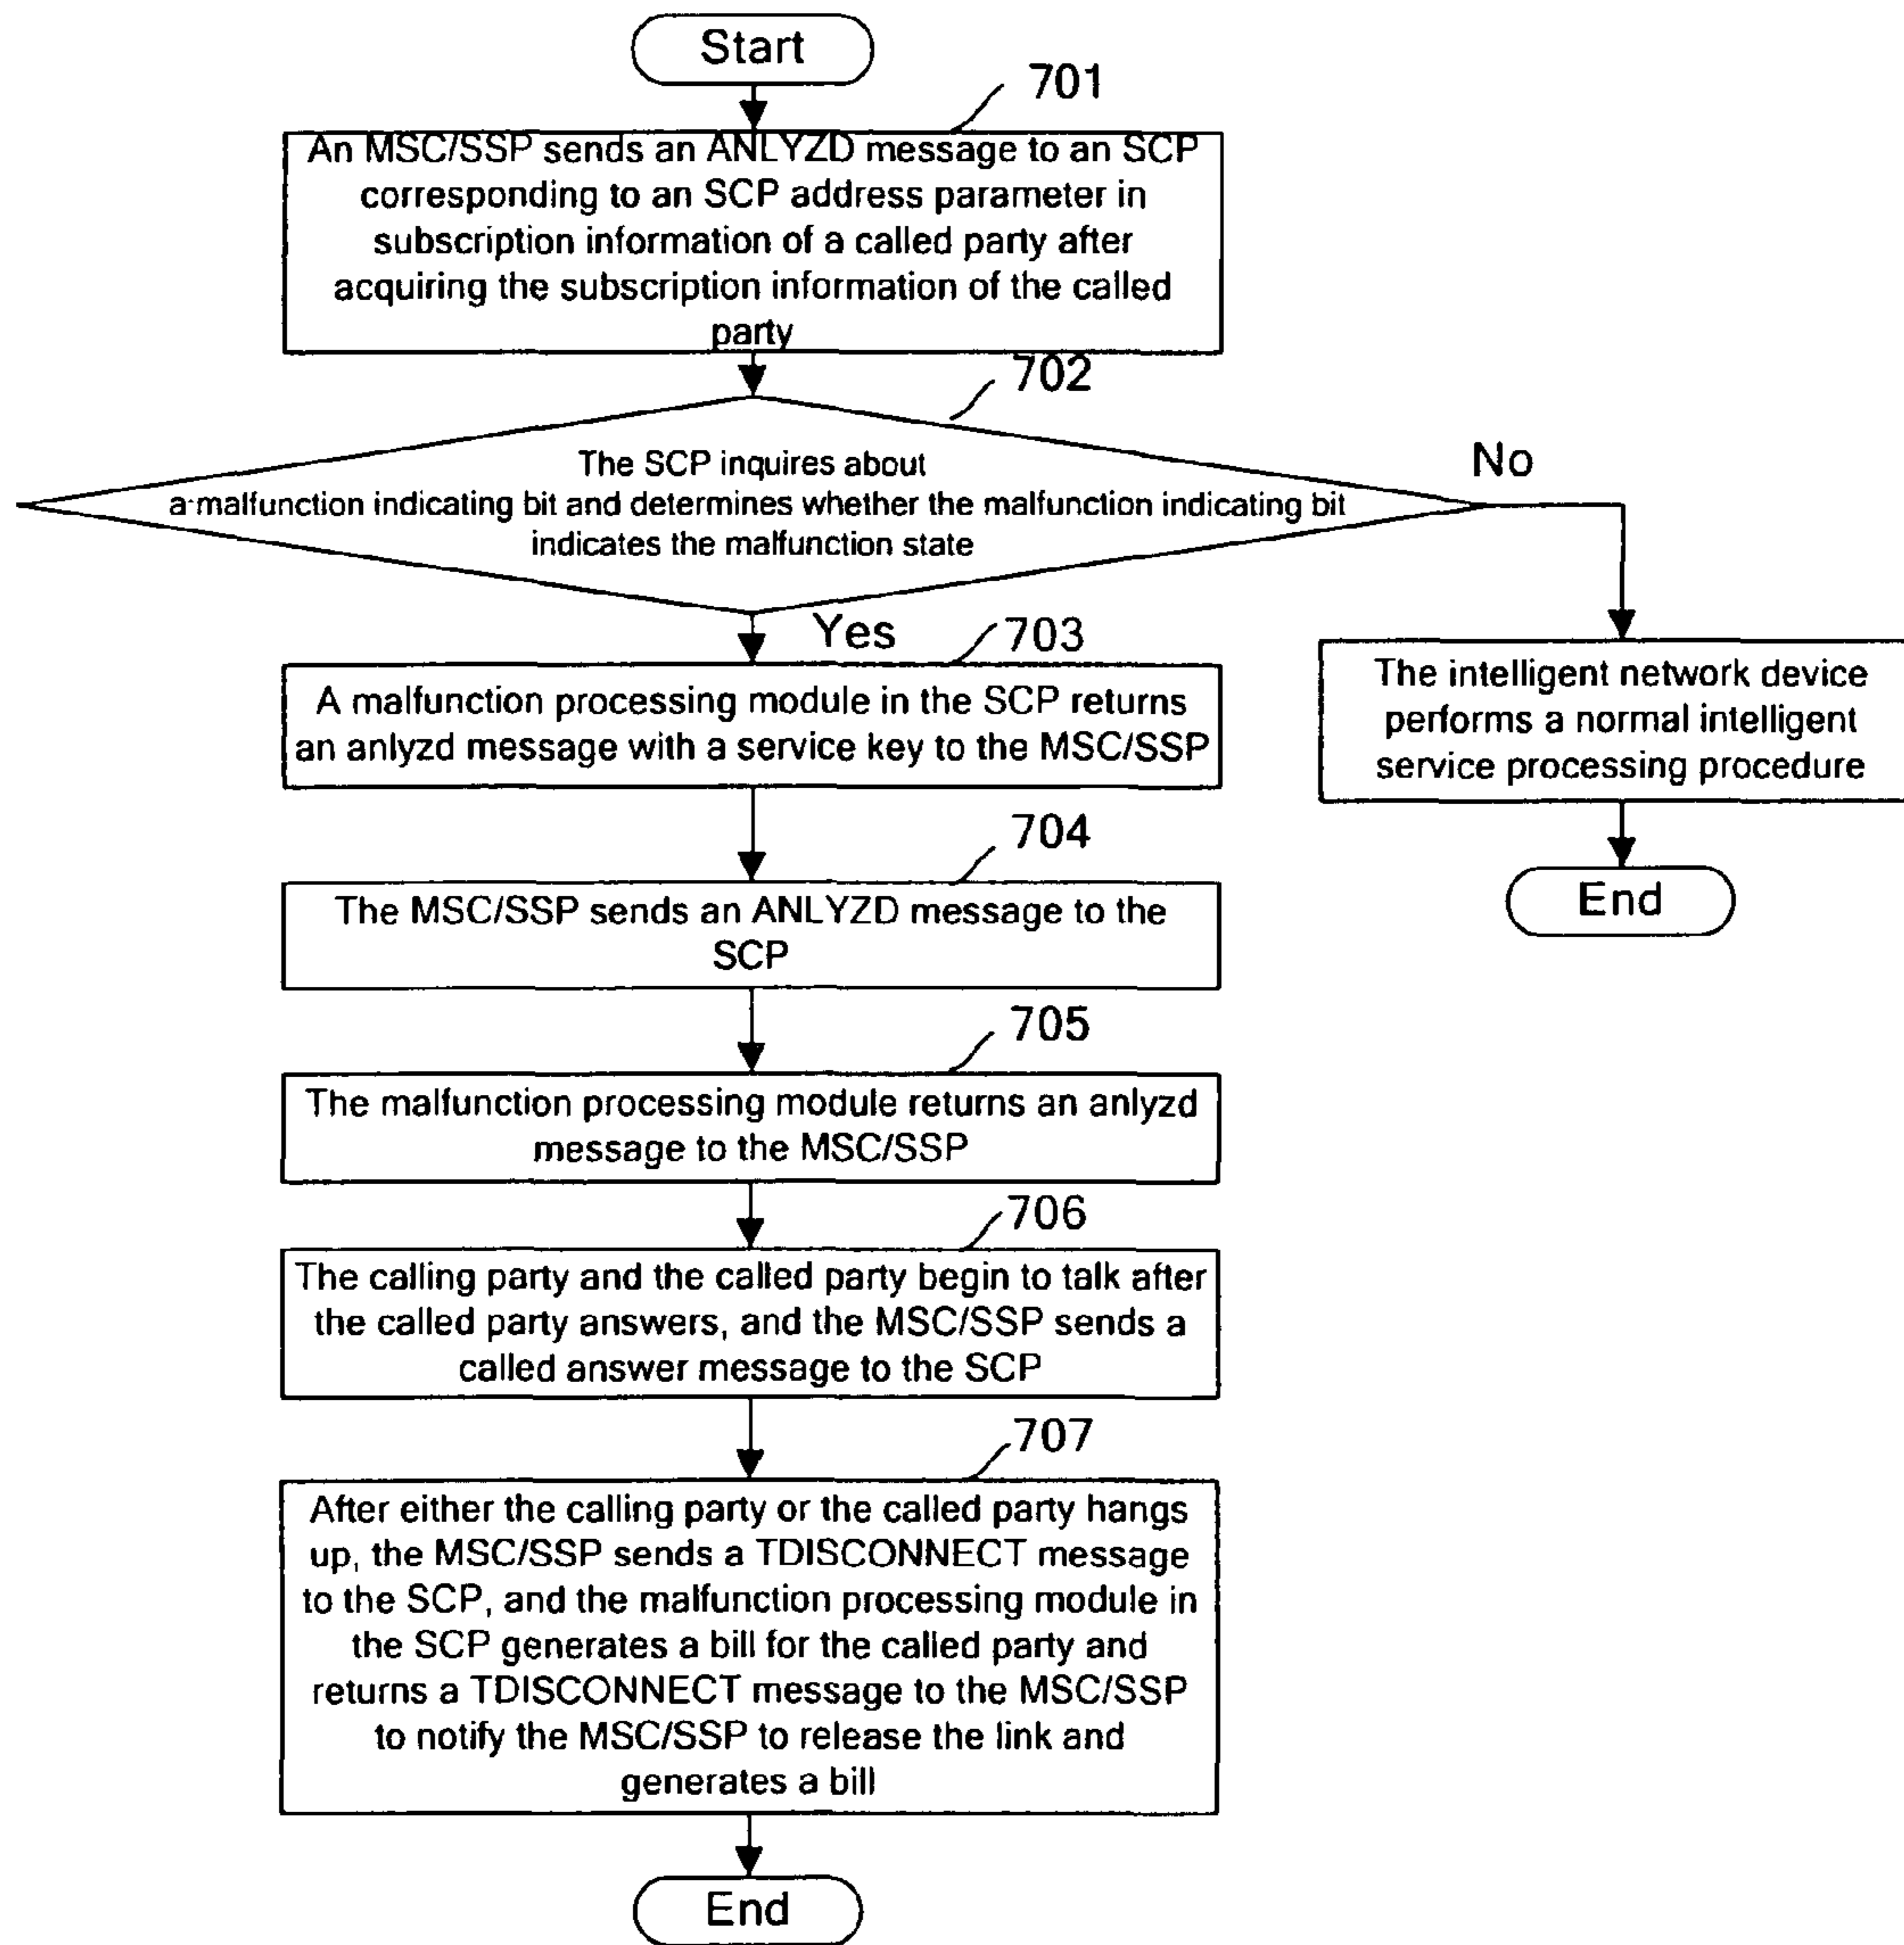 Start
701
An MSC/SSP sends an ANLYZD message to an SCP
corresponding to an SCP address parameter in
subscription information of a called party after
acquiring the subscription information of the called
party
702
The SCP inquires about
a malfunction indicating bit and determines whether the malfunction indicating bit
indicates the malfunction state
No
Yes
703
A malfunction processing module in the SCP returns
an anlyzd message with a service key to the MSC/SSP
The intelligent network device
performs a normal intelligent
service processing procedure
End
704
The MSC/SSP sends an ANLYZD message to the
SCP
705
The malfunction processing module returns an anlyzd
message to the MSC/SSP
706
The calling party and the called party begin to talk after
the called party answers, and the MSC/SSP sends a
called answer message to the SCP
707
After either the calling party or the called party hangs
up, the MSC/SSP sends a TDISCONNECT message
to the SCP, and the malfunction processing module in
the SCP generates a bill for the called party and
returns a TDISCONNECT message to the MSC/SSP
to notify the MSC/SSP to release the link and
generates a bill
End